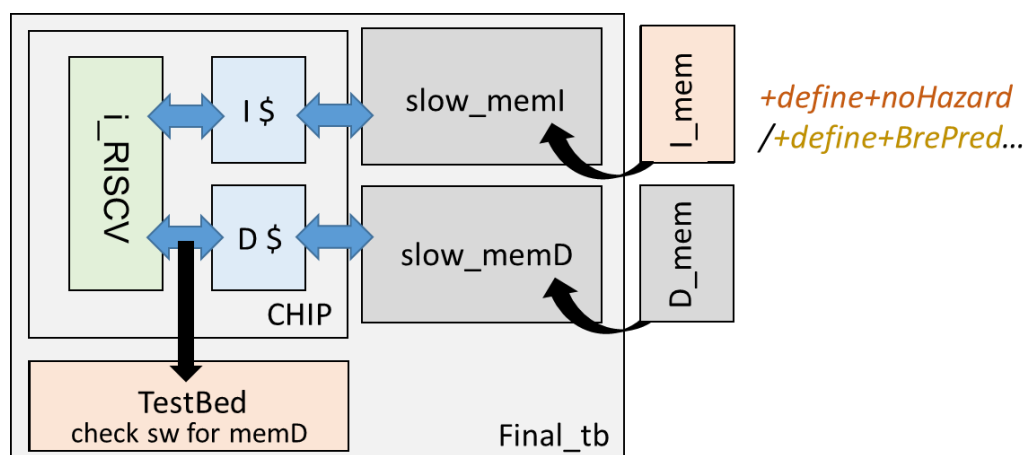 i_RISCV
I $
D $
CHIP
slow_memI
slow_memD
I_mem
D_mem
+define+noHazard
/+define+BrePred...
TestBed
check sw for memD
Final_tb